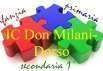 infanzia
primaria
IC Don Milani-
Dorso
secondaria 1